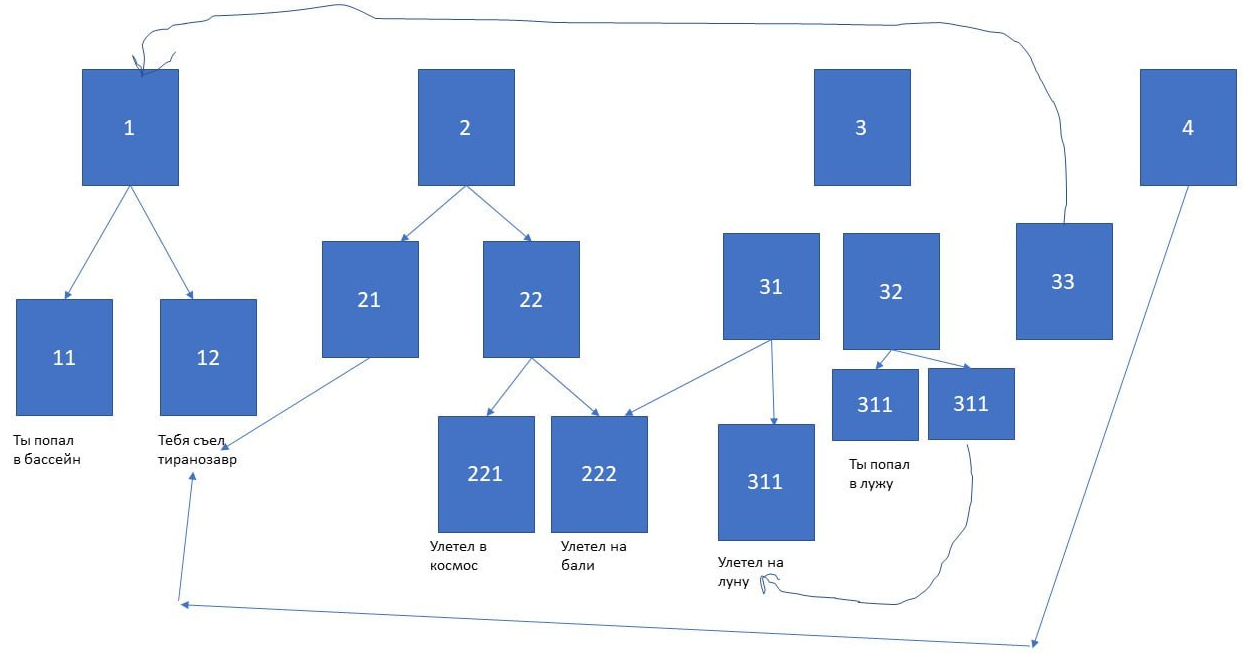 1
2
3
4
11
12
21
22
31
32
33
311
311
221
222
311
Ты попал
в бассейн
Тебя съел
тиранозавр
Ты попал
в лужу
Улетел в
космос
Улетел на
бали
Улетел на
луну